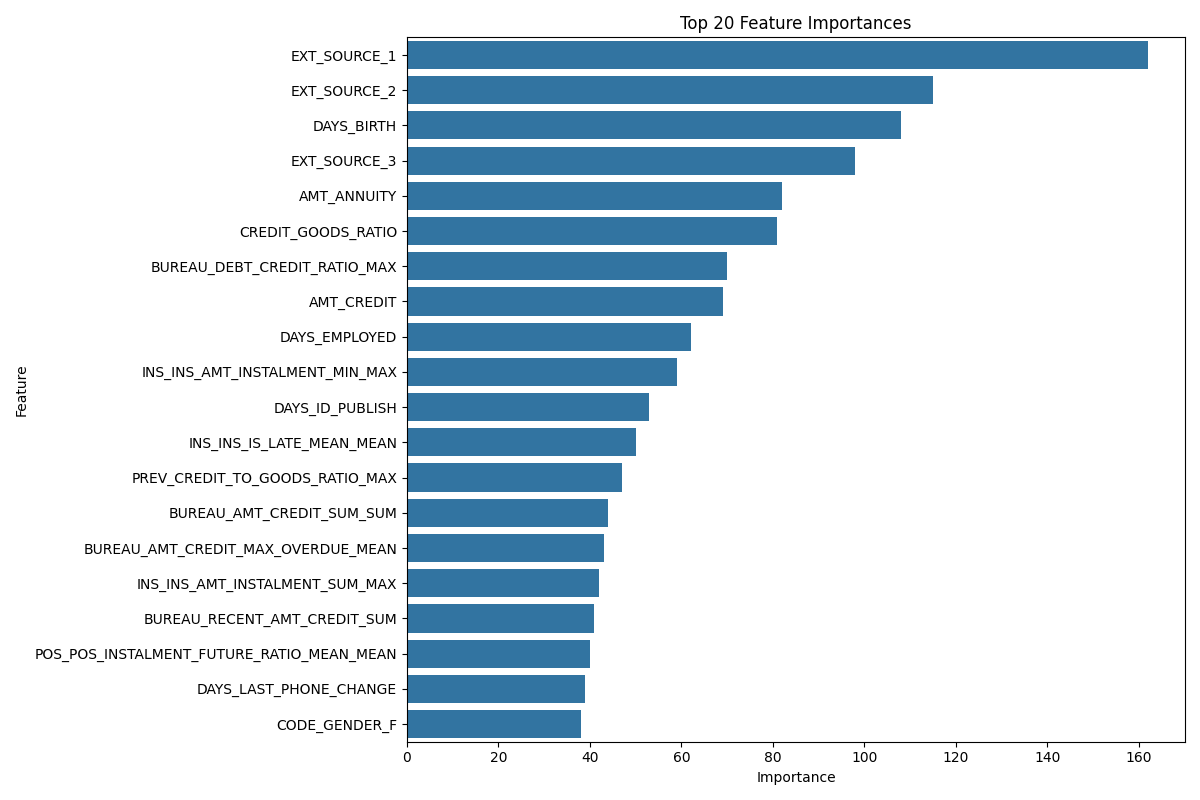 Top 20 Feature Importances
EXT_SOURCE_1
EXT_SOURCE_2
DAYS_BIRTH
EXT_SOURCE_3
AMT_ANNUITY
CREDIT_GOODS_RATIO
BUREAU_DEBT_CREDIT_RATIO_MAX
AMT_CREDIT
DAYS_EMPLOYED
INS_INS_AMT_INSTALMENT_MIN_MAX
DAYS_ID_PUBLISH
INS_INS_IS_LATE_MEAN_MEAN
PREV_CREDIT_TO_GOODS_RATIO_MAX
BUREAU_AMT_CREDIT_SUM_SUM
BUREAU_AMT_CREDIT_MAX_OVERDUE_MEAN
INS_INS_AMT_INSTALMENT_SUM_MAX
BUREAU_RECENT_AMT_CREDIT_SUM
POS_POS_INSTALMENT_FUTURE_RATIO_MEAN_MEAN
DAYS_LAST_PHONE_CHANGE
CODE_GENDER_F
Feature
0 20 40 60 80 100 120 140 160
Importance